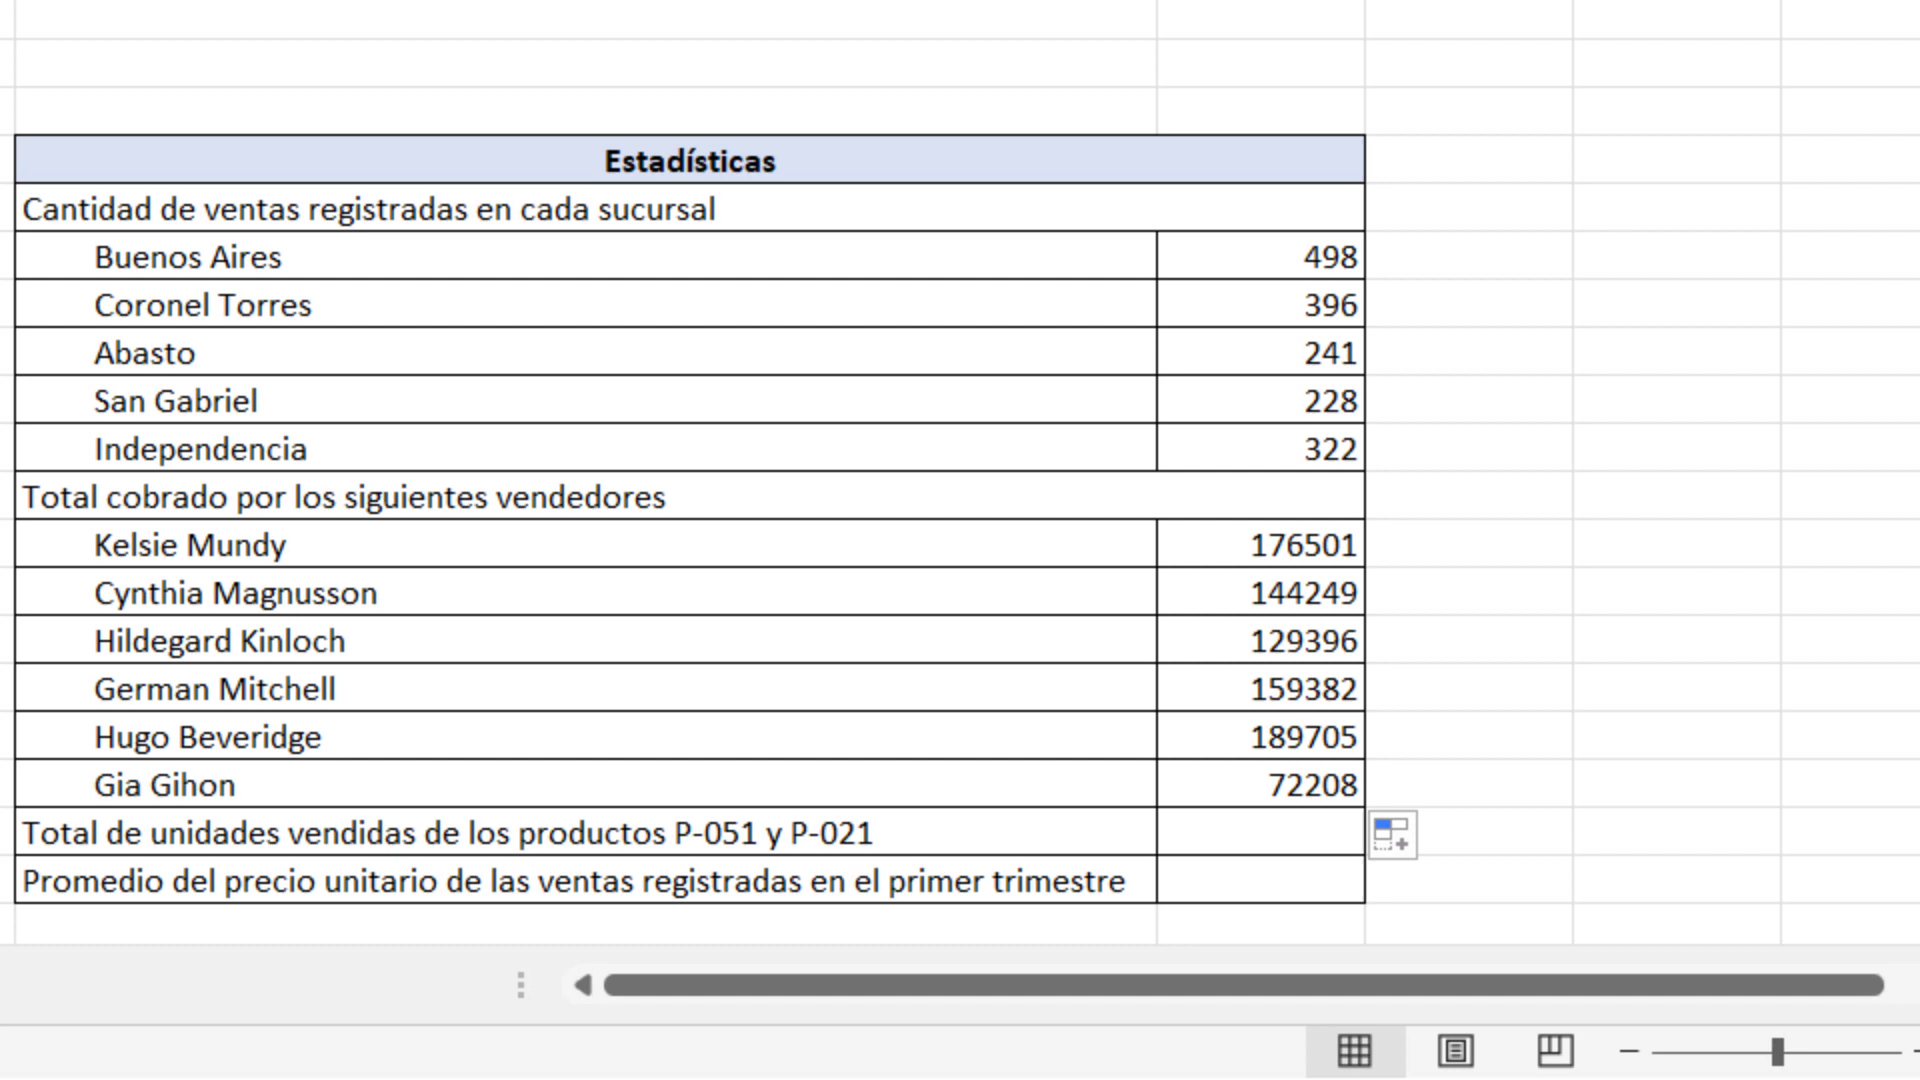 Estadísticas
Cantidad de ventas registradas en cada sucursal
Buenos Aires 498
Coronel Torres 396
Abasto 241
San Gabriel 228
Independencia 322
Total cobrado por los siguientes vendedores
Kelsie Mundy 176501
Cynthia Magnusson 144249
Hildegard Kinloch 129396
German Mitchell 159382
Hugo Beveridge 189705
Gia Gihon 72208
Total de unidades vendidas de los productos P-051 y P-021
Promedio del precio unitario de las ventas registradas en el primer trimestre